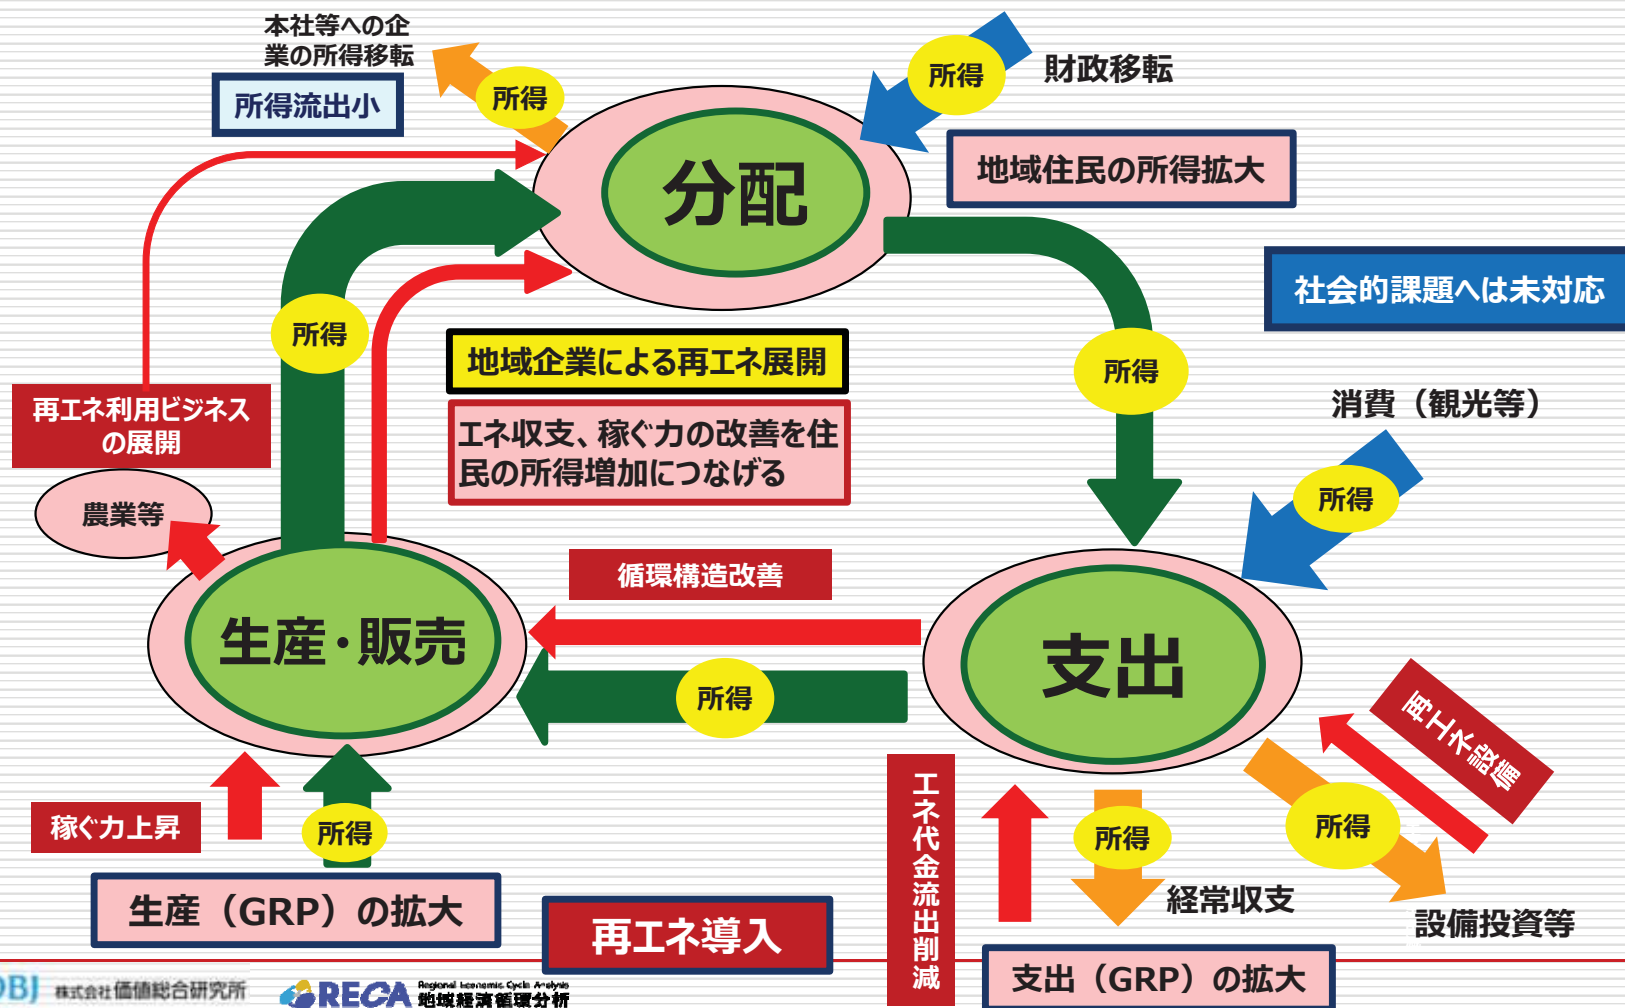 本社等への企
業の所得移転
所得流出小
所得
所得
財政移転
分配
地域住民の所得拡大
社会的課題へは未対応
所得
地域企業による再エネ展開
エネ収支、稼ぐ力の改善を住
民の所得増加につなげる
所得
消費（観光等）
所得
再エネ利用ビジネス
の展開
農業等
循環構造改善
生産・販売
所得
支出
再エネ設備
稼ぐ力上昇
所得
エネ代金流出削減
所得
経常収支
所得
設備投資等
生産（GRP）の拡大
再エネ導入
支出（GRP）の拡大
DBJ 株式会社価値総合研究所
RECA Regional Economic Cycle Analysis
地域経済循環分析